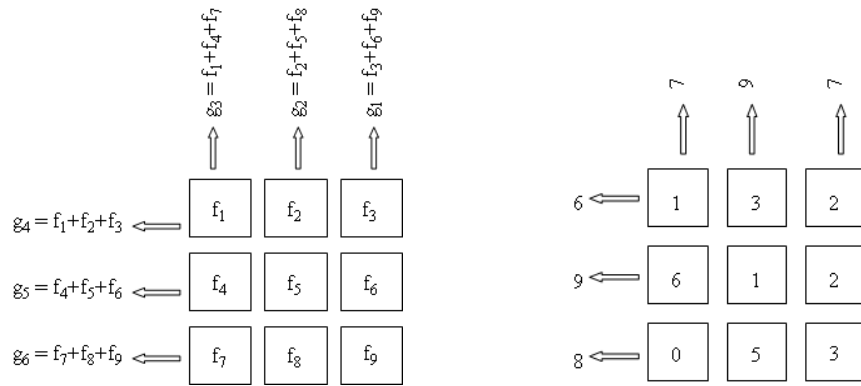 g₃ = f₁+f₄+f₇
g₂ = f₂+f₅+f₈
g₁ = f₃+f₆+f₉
g₄ = f₁+f₂+f₃
f₁ f₂ f₃
g₅ = f₄+f₅+f₆
f₄ f₅ f₆
g₆ = f₇+f₈+f₉
f₇ f₈ f₉
7 9 7
6 1 3 2
9 6 1 2
8 0 5 3